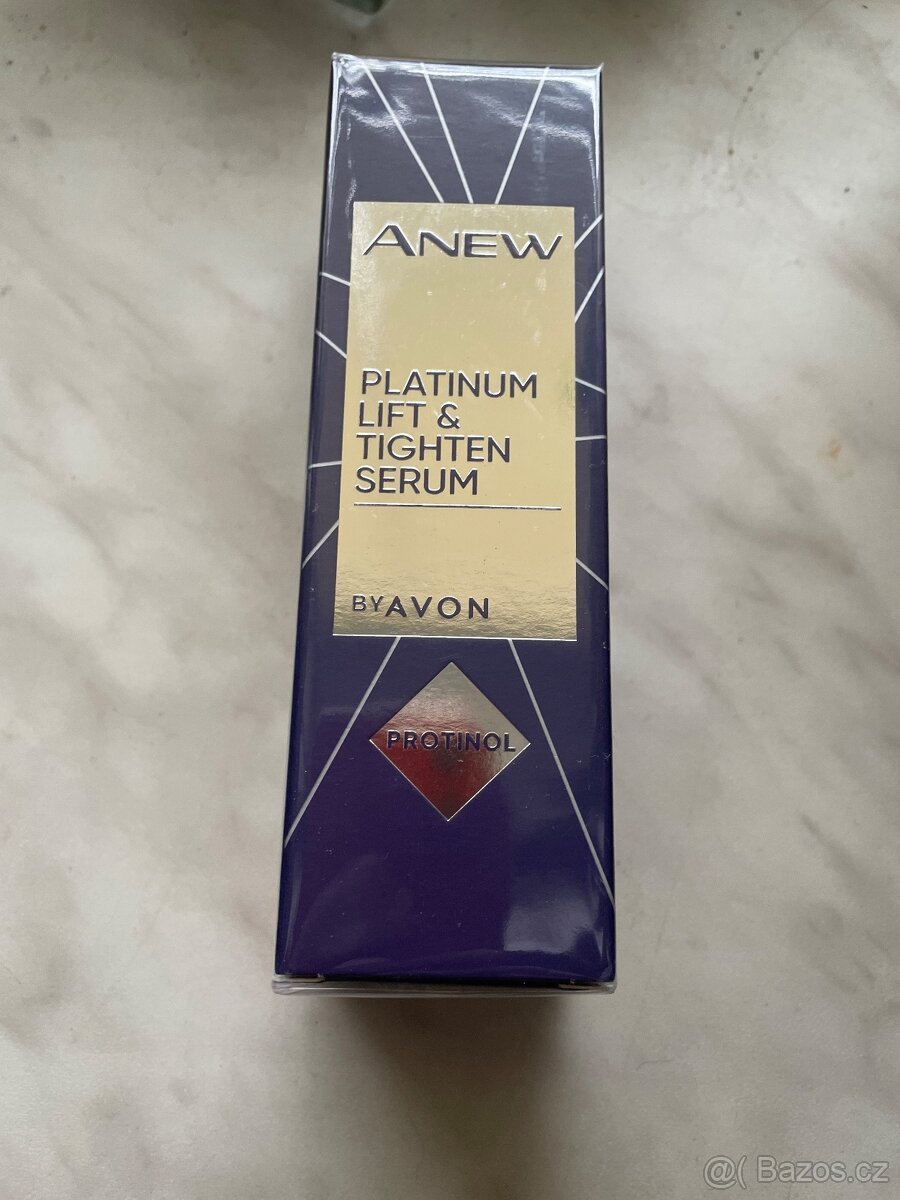 ANEW
PLATINUM
LIFT &
TIGHTEN
SERUM
BY AVON
PROTINOL
@( Bazos.cz